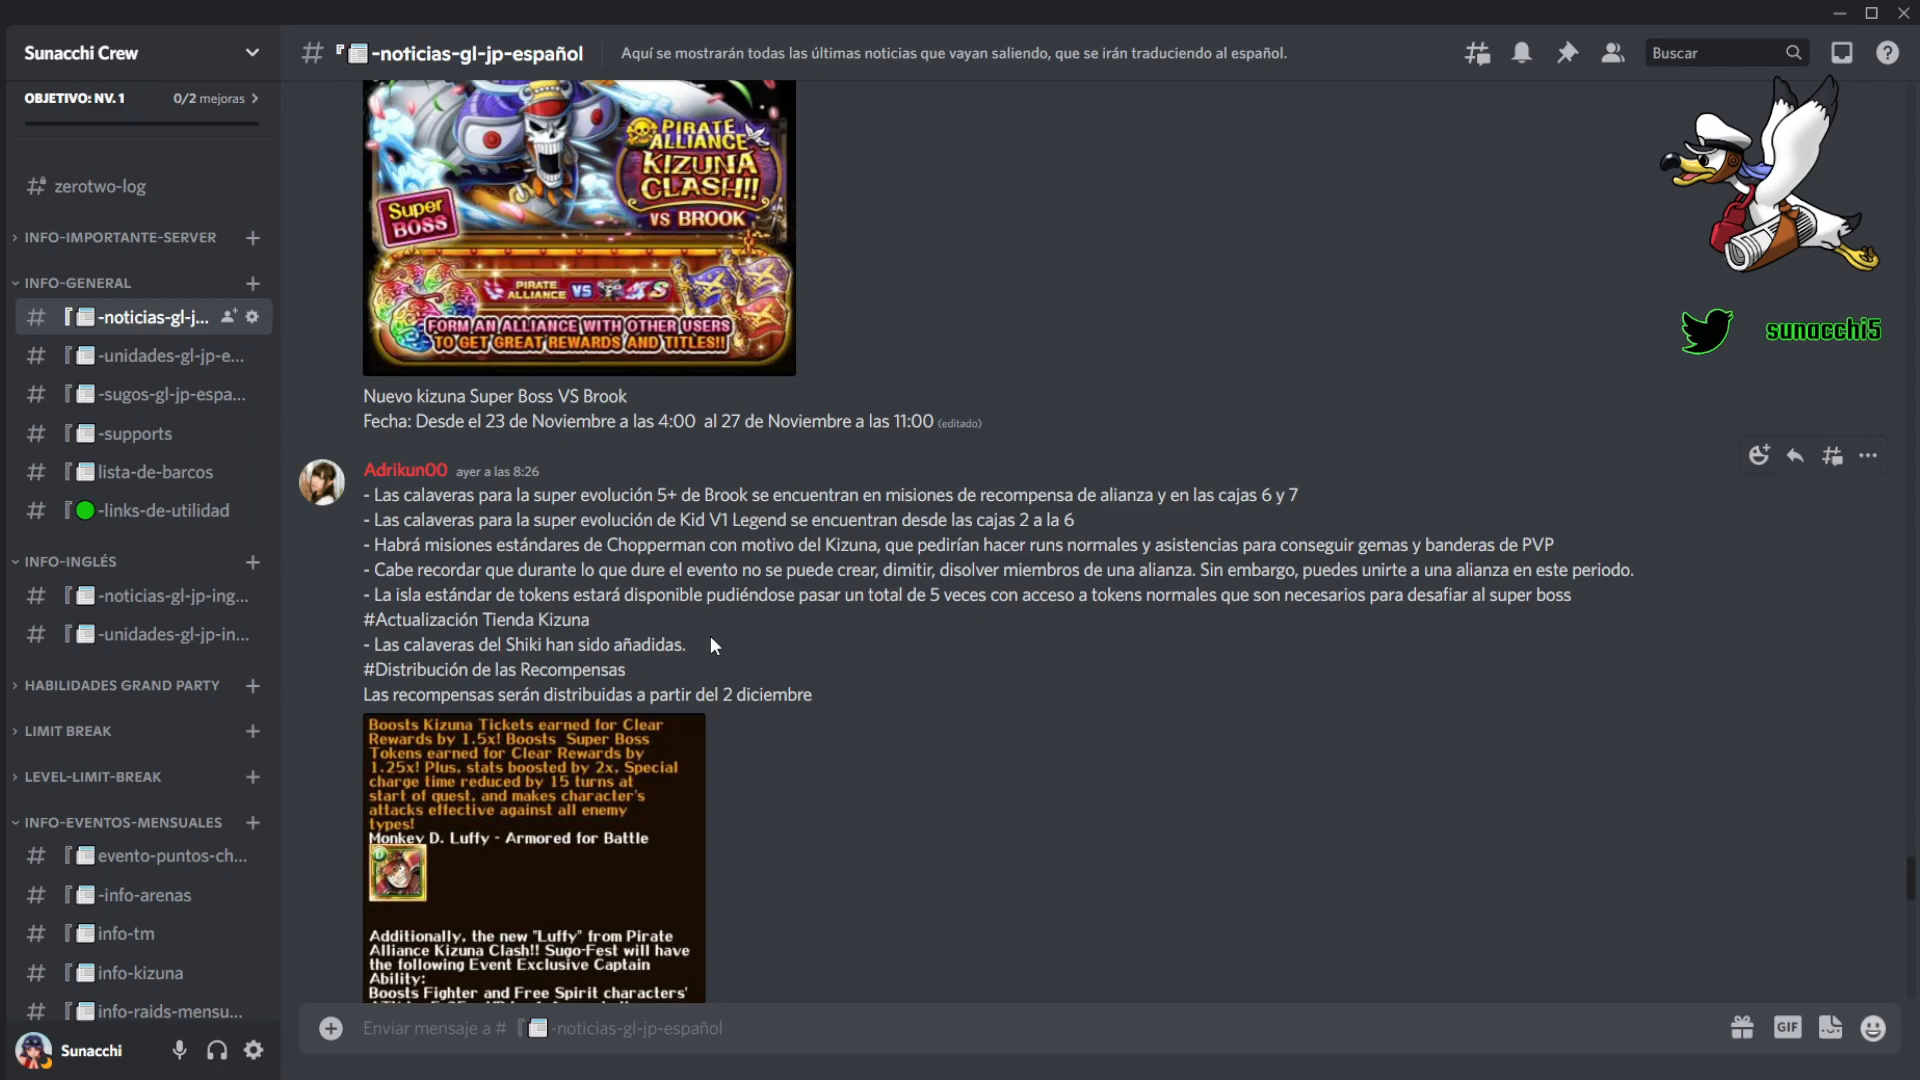 Sunacchi Crew
OBJETIVO: NV. 1 0/2 mejoras
zerotwo-log
INFO-IMPORTANTE-SERVER
INFO-GENERAL
-noticias-gl-j...
-unidades-gl-jp-e...
-sugos-gl-jp-espa...
-supports
lista-de-barcos
-links-de-utilidad
INFO-INGLÉS
-noticias-gl-jp-ing...
-unidades-gl-jp-in...
HABILIDADES GRAND PARTY
LIMIT BREAK
LEVEL-LIMIT-BREAK
INFO-EVENTOS-MENSUALES
evento-puntos-ch...
-info-arenas
info-tm
info-kizuna
info-raids-mensu...
Sunacchi
# -noticias-gl-jp-español Aquí se mostrarán todas las últimas noticias que vayan saliendo, que se irán traduciendo al español.
Buscar
PIRATE
ALLIANCE
KIZUNA
CLASH!!
VS BROOK
Super
BOSS
PIRATE
ALLIANCE VS
FORM AN ALLIANCE WITH OTHER USERS
TO GET GREAT REWARDS AND TITLES!!
Nuevo kizuna Super Boss VS Brook
Fecha: Desde el 23 de Noviembre a las 4:00 al 27 de Noviembre a las 11:00 (editado)
Adrikun00 ayer a las 8:26
- Las calaveras para la super evolución 5+ de Brook se encuentran en misiones de recompensa de alianza y en las cajas 6 y 7
- Las calaveras para la super evolución de Kid V1 Legend se encuentran desde las cajas 2 a la 6
- Habrá misiones estándares de Chopperman con motivo del Kizuna, que pedirían hacer runs normales y asistencias para conseguir gemas y banderas de PVP
- Cabe recordar que durante lo que dure el evento no se puede crear, dimitir, disolver miembros de una alianza. Sin embargo, puedes unirte a una alianza en este periodo.
- La isla estándar de tokens estará disponible pudiéndose pasar un total de 5 veces con acceso a tokens normales que son necesarios para desafiar al super boss
#Actualización Tienda Kizuna
- Las calaveras del Shiki han sido añadidas.
#Distribución de las Recompensas
Las recompensas serán distribuidas a partir del 2 diciembre
Boosts Kizuna Tickets earned for Clear
Rewards by 1.5x! Boosts Super Boss
Tokens earned for Clear Rewards by
1.25x! Plus, stats boosted by 2x, Special
charge time reduced by 15 turns at
start of quest, and makes character's
attacks effective against all enemy
types!
Monkey D. Luffy - Armored for Battle
Additionally, the new "Luffy" from Pirate
Alliance Kizuna Clash!! Sugo-Fest will have
the following Event Exclusive Captain
Ability:
Boosts Fighter and Free Spirit characters'
Enviar mensaje a # -noticias-gl-jp-español
GIF
sunacchi5